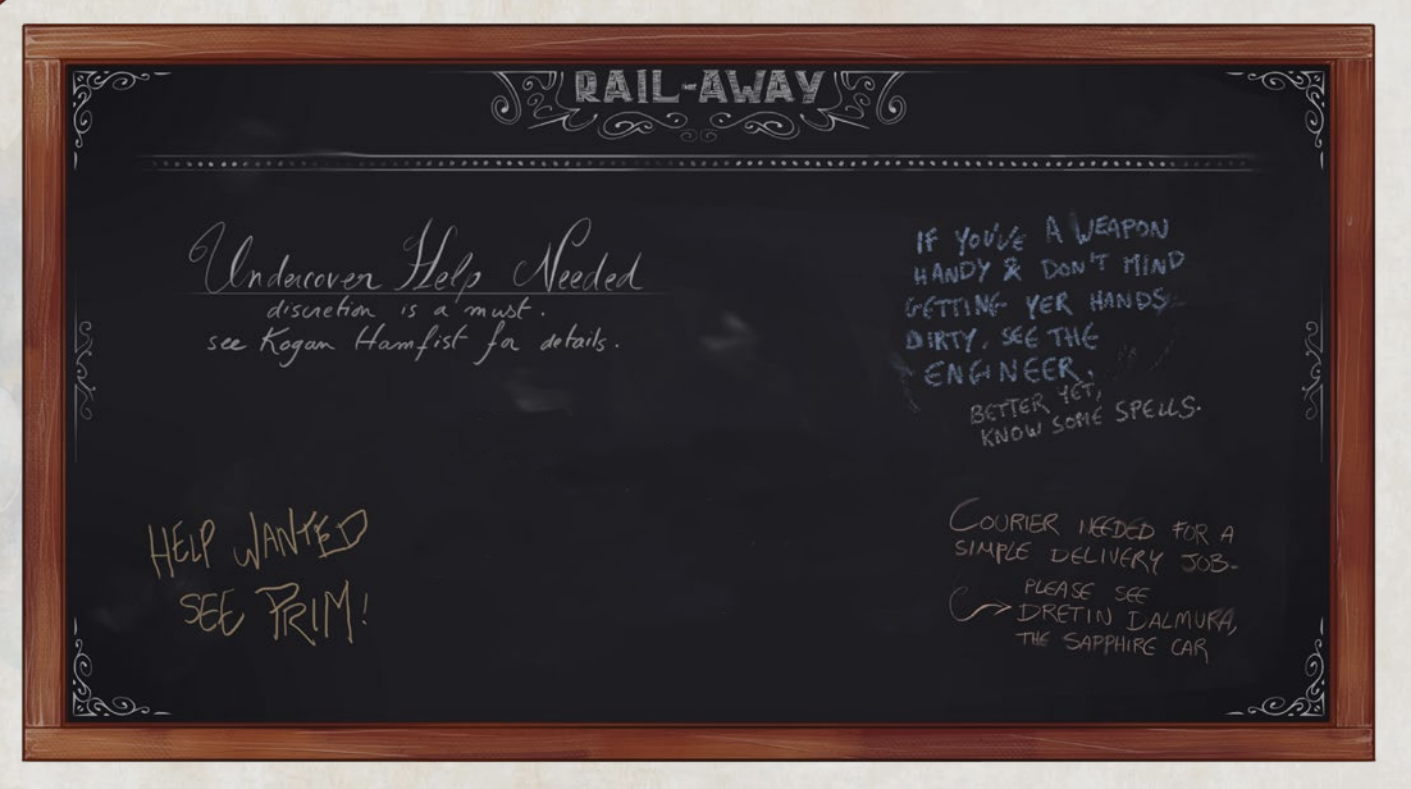 RAIL-AWAY
Undercover Help Needed
discretion is a must.
see Kogan Hamfist for details.
IF YOU'VE A WEAPON
HANDY & DON'T MIND
GETTING YER HANDS
DIRTY, SEE THE
ENGINEER.
BETTER YET,
KNOW SOME SPELLS.
HELP WANTED
SEE PRIM!
COURIER NEEDED FOR A
SIMPLE DELIVERY JOB-
PLEASE SEE
DRETIN DALMURA,
THE SAPPHIRE CAR